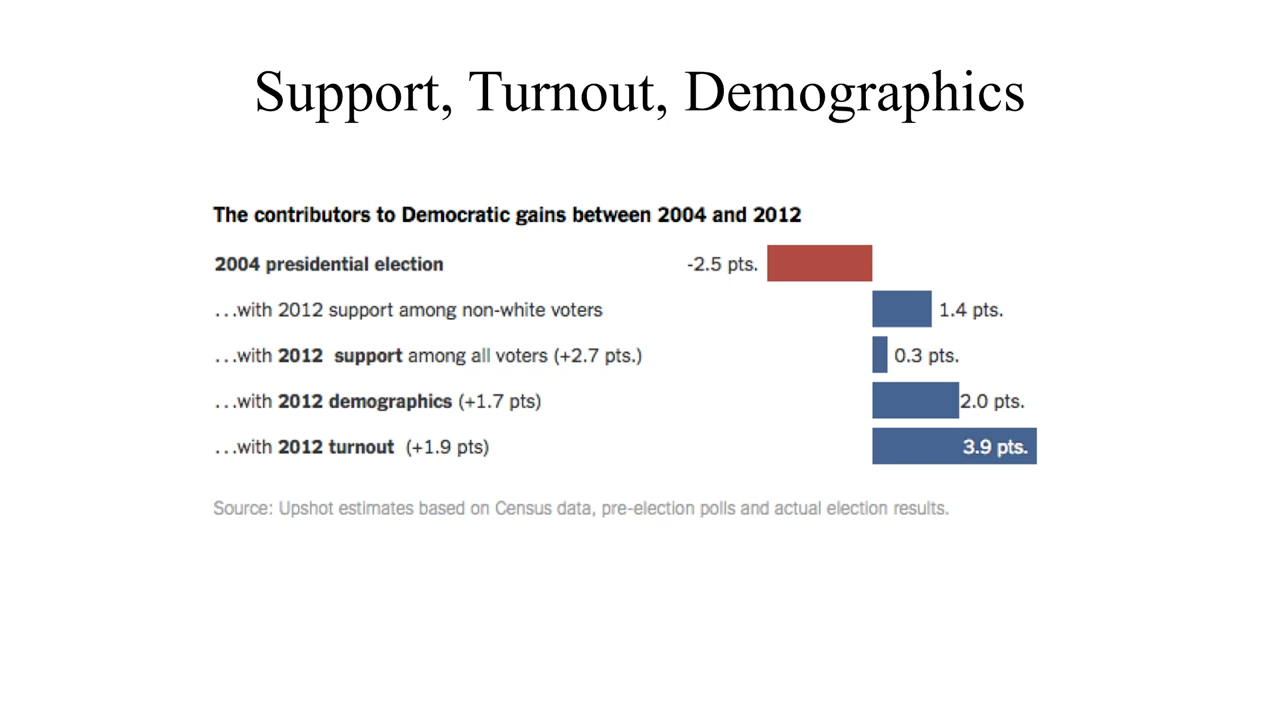 Support, Turnout, Demographics
The contributors to Democratic gains between 2004 and 2012
2004 presidential election -2.5 pts.
...with 2012 support among non-white voters 1.4 pts.
...with 2012 support among all voters (+2.7 pts.) 0.3 pts.
...with 2012 demographics (+1.7 pts) 2.0 pts.
...with 2012 turnout (+1.9 pts) 3.9 pts.
Source: Upshot estimates based on Census data, pre-election polls and actual election results.